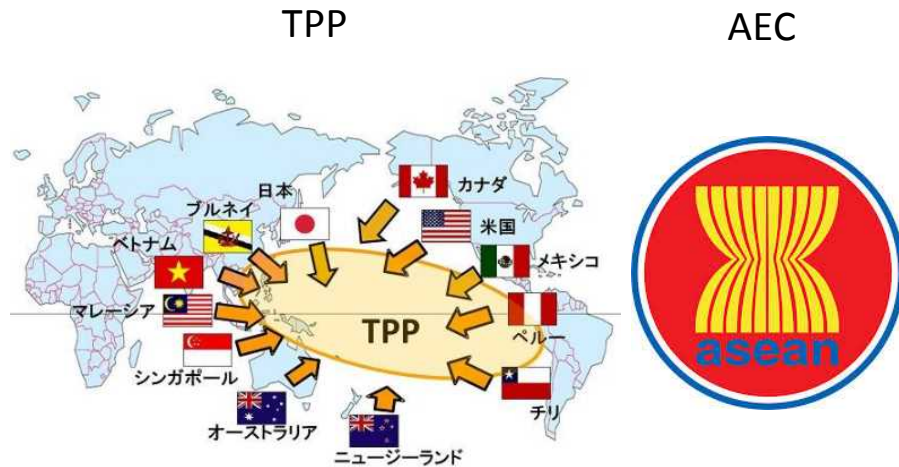 TPP
AEC
日本
カナダ
ブルネイ
米国
ベトナム
メキシコ
マレーシア
TPP
ペルー
シンガポール
チリ
オーストラリア
ニュージーランド
asean